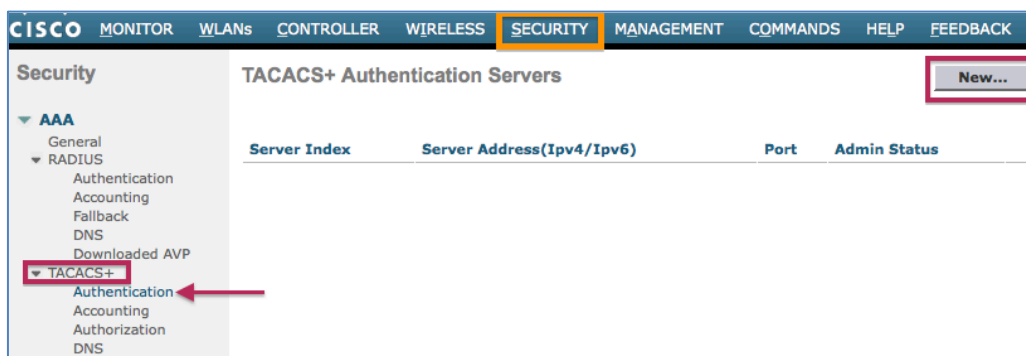 CISCO MONITOR WLANs CONTROLLER WIRELESS SECURITY MANAGEMENT COMMANDS HELP FEEDBACK
Security
TACACS+ Authentication Servers
New...
AAA
General
RADIUS
Authentication
Accounting
Fallback
DNS
Downloaded AVP
TACACS+
Authentication
Accounting
Authorization
DNS
Server Index Server Address(Ipv4/Ipv6) Port Admin Status